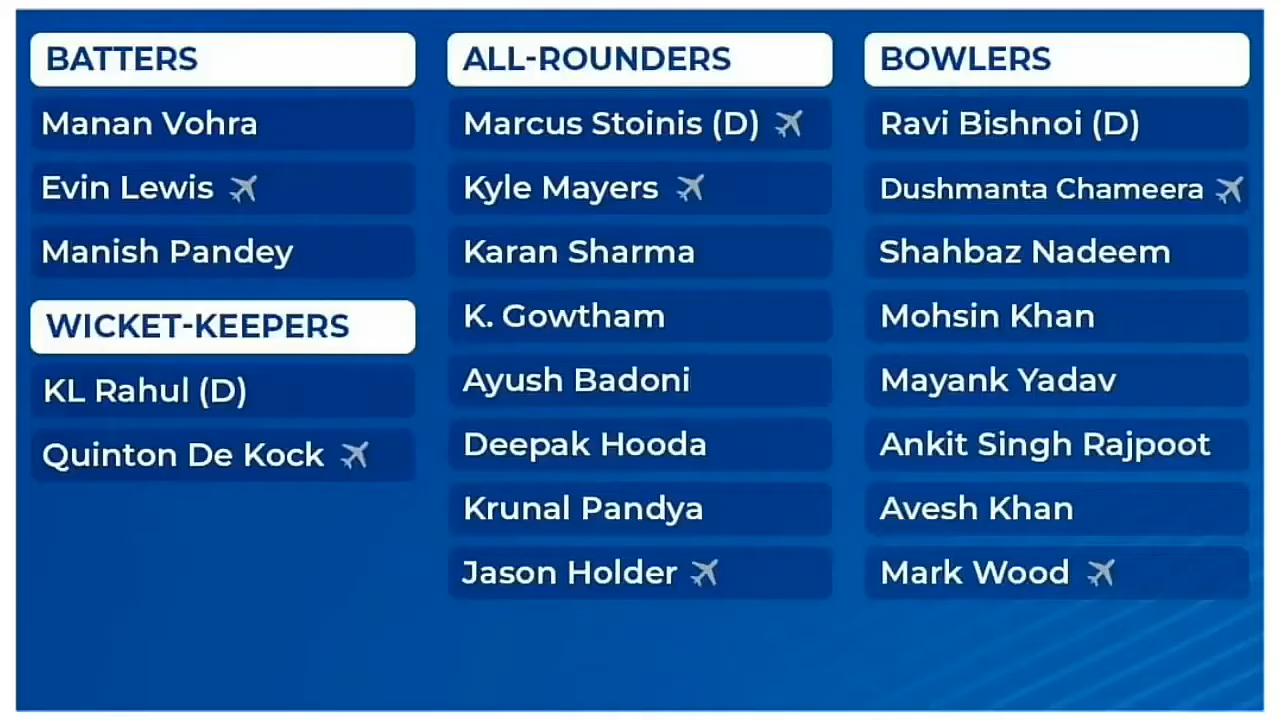 BATTERS
Manan Vohra
Evin Lewis
Manish Pandey
WICKET-KEEPERS
KL Rahul (D)
Quinton De Kock
ALL-ROUNDERS
Marcus Stoinis (D)
Kyle Mayers
Karan Sharma
K. Gowtham
Ayush Badoni
Deepak Hooda
Krunal Pandya
Jason Holder
BOWLERS
Ravi Bishnoi (D)
Dushmanta Chameera
Shahbaz Nadeem
Mohsin Khan
Mayank Yadav
Ankit Singh Rajpoot
Avesh Khan
Mark Wood